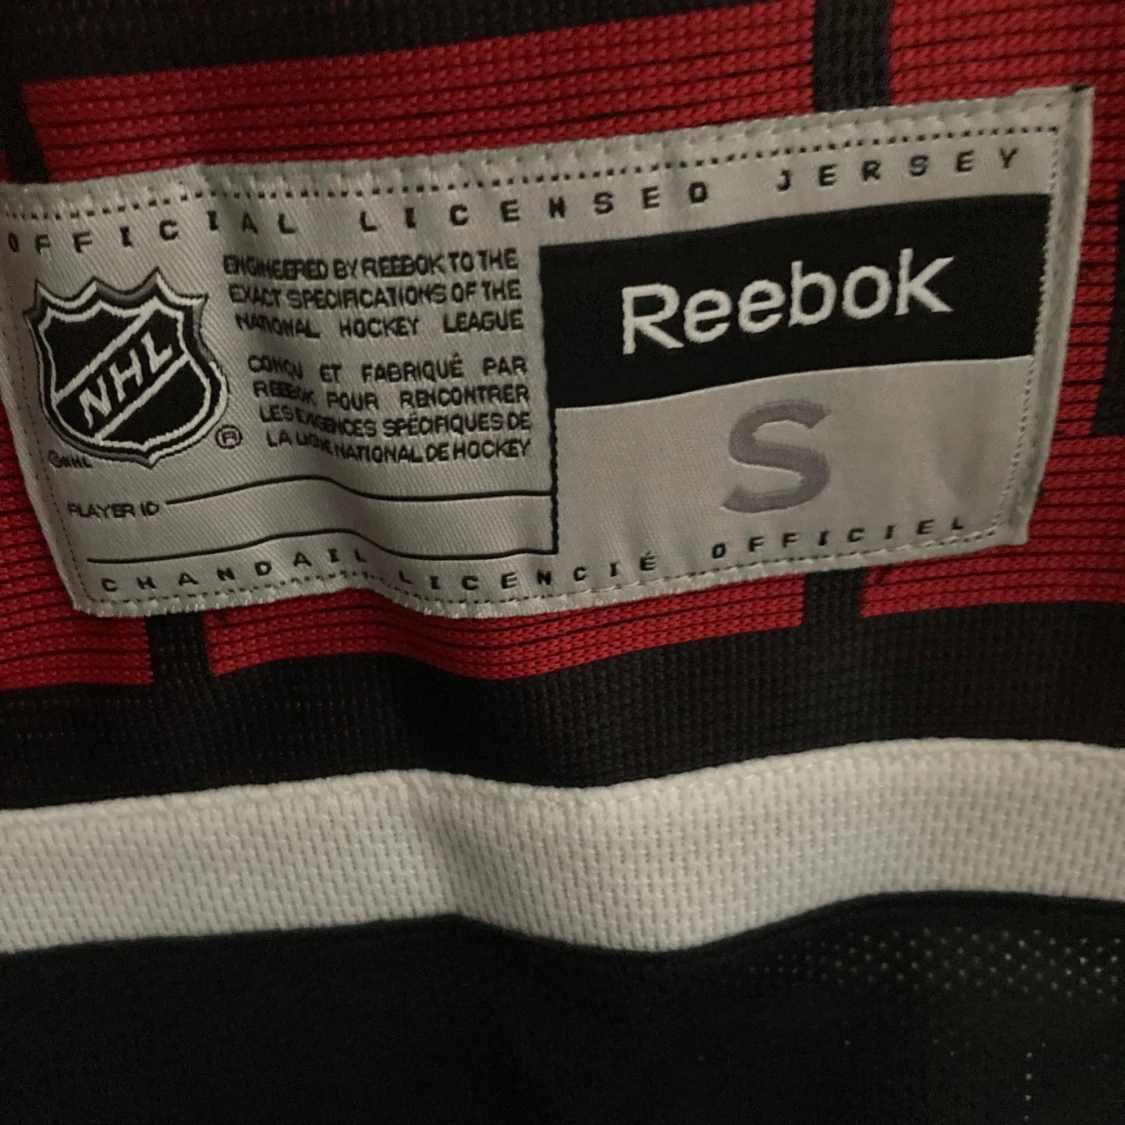 OFFICIAL LICENSED JERSEY
ENGINEERED BY REEBOK TO THE
EXACT SPECIFICATIONS OF THE
NATIONAL HOCKEY LEAGUE
CONÇU ET FABRIQUÉ PAR
REEBOK POUR RENCONTRER
LES EXIGENCES SPÉCIFIQUES DE
LA LIGUE NATIONAL DE HOCKEY
NHL
®
©NHL
PLAYER ID
Reebok
S
CHANDAIL LICENCIÉ OFFICIEL